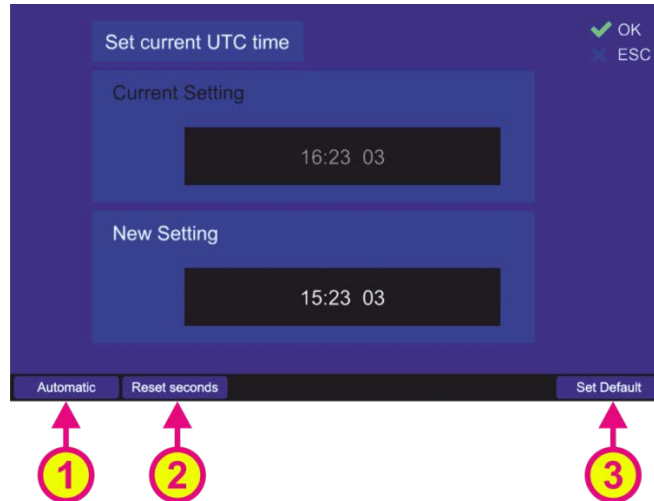 Set current UTC time
OK
ESC
Current Setting
16:23 03
New Setting
15:23 03
Automatic Reset seconds Set Default
1 2 3